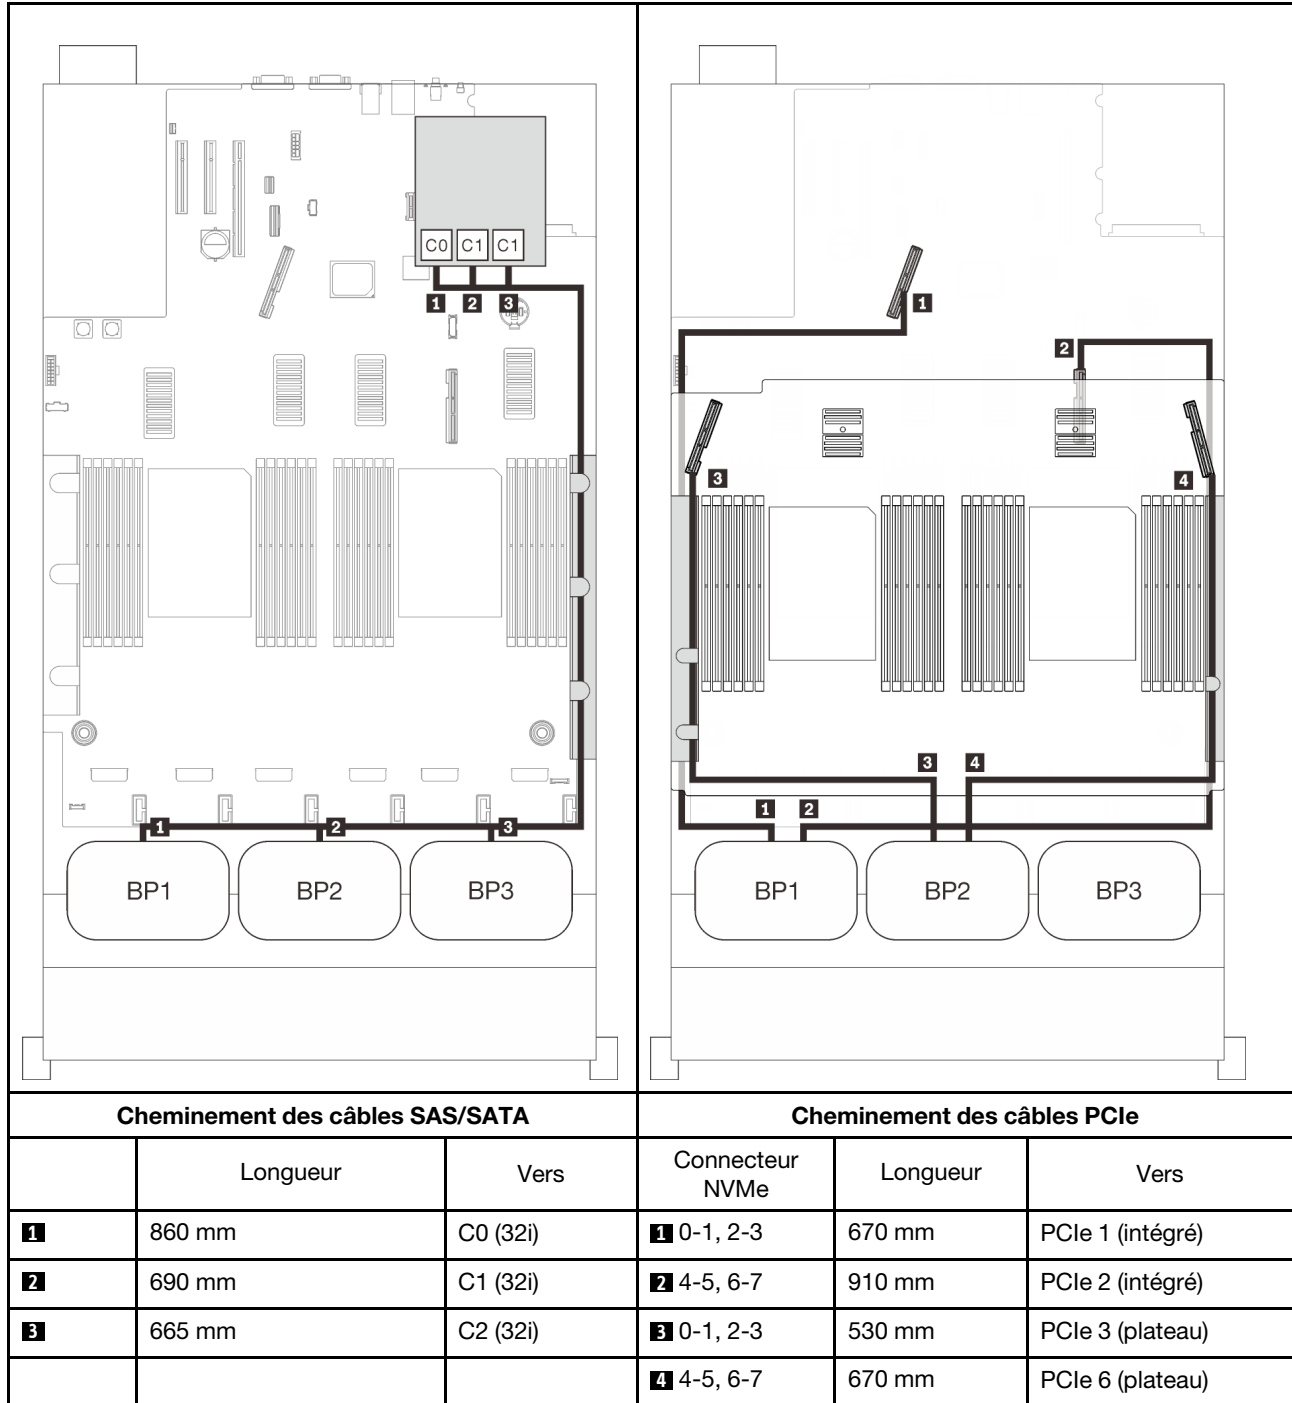 C0 C1 C1
1 2 3
1 2 3
BP1 BP2 BP3
1
2
3 4
3 4
1 2
BP1 BP2 BP3
Cheminement des câbles SAS/SATA
Longueur Vers
1 860 mm C0 (32i)
2 690 mm C1 (32i)
3 665 mm C2 (32i)
Cheminement des câbles PCIe
Connecteur
NVMe Longueur Vers
1 0-1, 2-3 670 mm PCIe 1 (intégré)
2 4-5, 6-7 910 mm PCIe 2 (intégré)
3 0-1, 2-3 530 mm PCIe 3 (plateau)
4 4-5, 6-7 670 mm PCIe 6 (plateau)